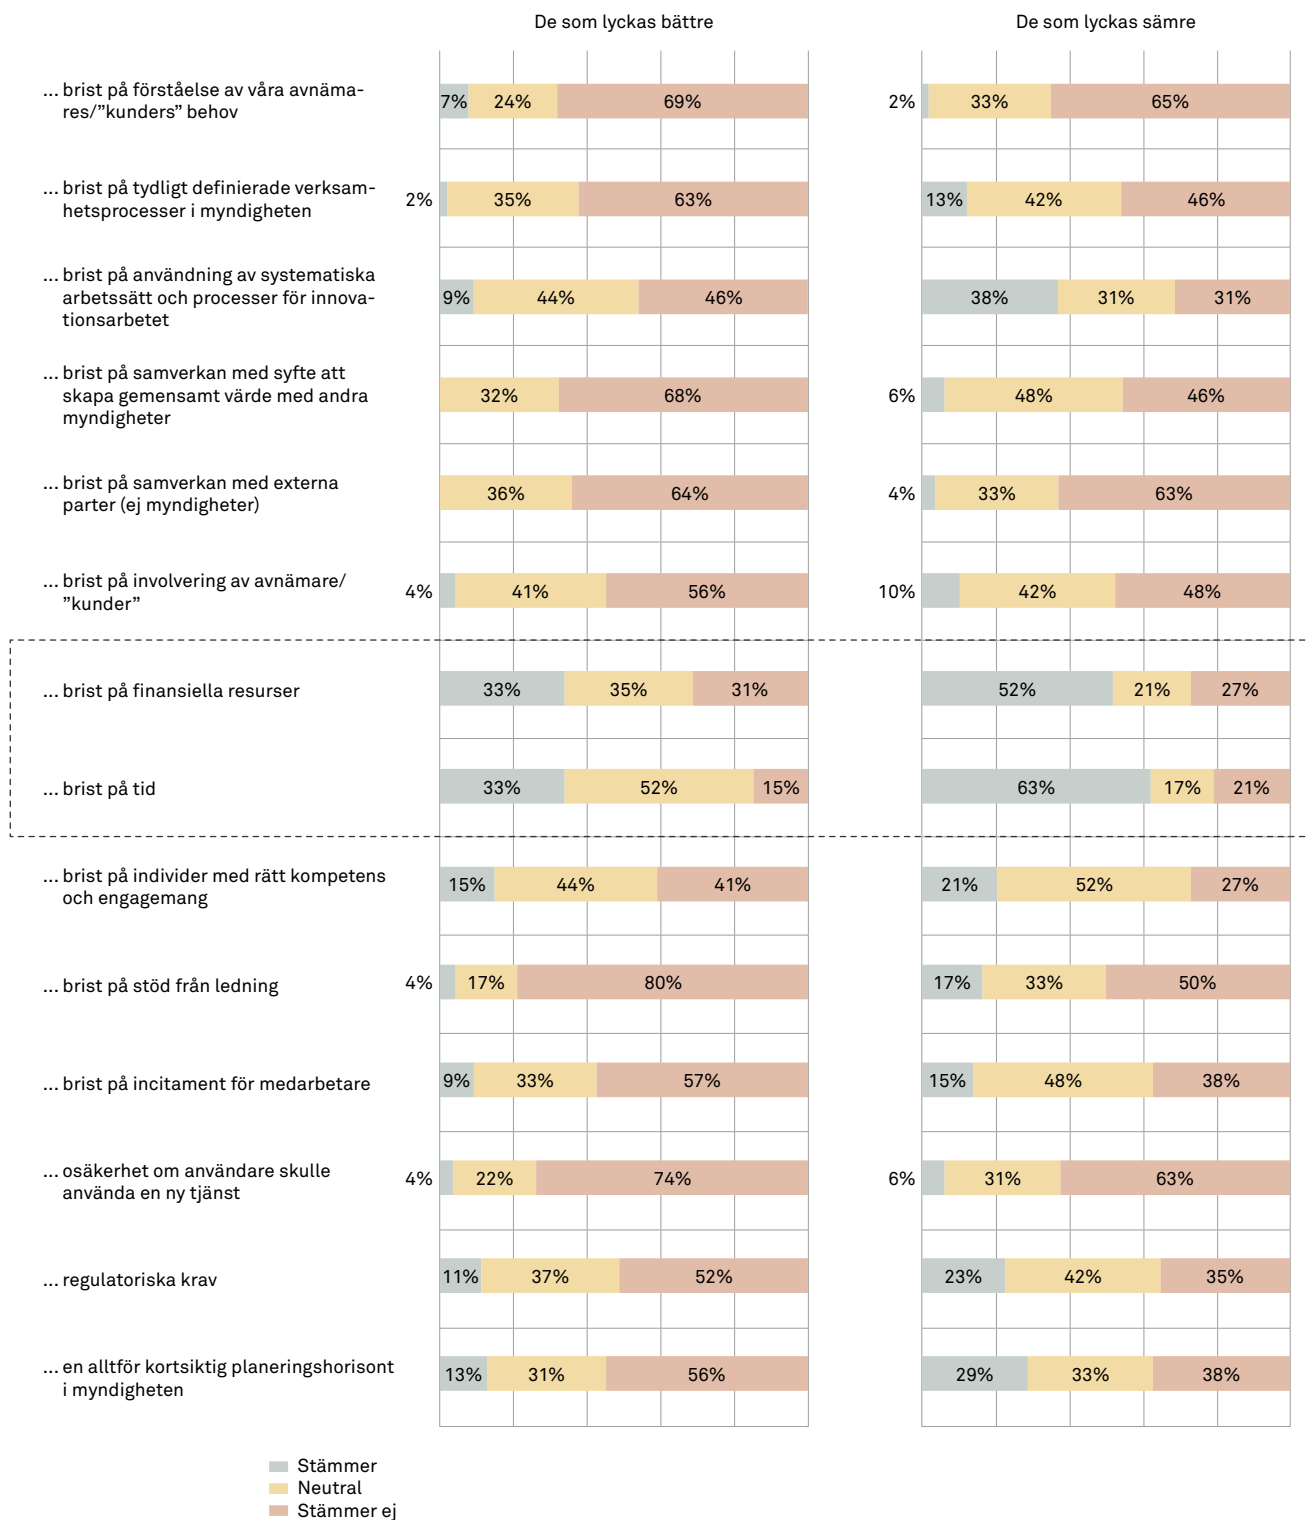 De som lyckas bättre
De som lyckas sämre
... brist på förståelse av våra avnäma-
res/”kunders” behov
7% 24% 69%
2% 33% 65%
... brist på tydligt definierade verksam-
hetsprocesser i myndigheten
2% 35% 63%
13% 42% 46%
... brist på användning av systematiska
arbetssätt och processer för innova-
tionsarbetet
9% 44% 46%
38% 31% 31%
... brist på samverkan med syfte att
skapa gemensamt värde med andra
myndigheter
32% 68%
6% 48% 46%
... brist på samverkan med externa
parter (ej myndigheter)
36% 64%
4% 33% 63%
... brist på involvering av avnämare/
”kunder”
4% 41% 56%
10% 42% 48%
... brist på finansiella resurser
33% 35% 31%
52% 21% 27%
... brist på tid
33% 52% 15%
63% 17% 21%
... brist på individer med rätt kompetens
och engagemang
15% 44% 41%
21% 52% 27%
... brist på stöd från ledning
4% 17% 80%
17% 33% 50%
... brist på incitament för medarbetare
9% 33% 57%
15% 48% 38%
... osäkerhet om användare skulle
använda en ny tjänst
4% 22% 74%
6% 31% 63%
... regulatoriska krav
11% 37% 52%
23% 42% 35%
... en alltför kortsiktig planeringshorisont
i myndigheten
13% 31% 56%
29% 33% 38%
Stämmer
Neutral
Stämmer ej